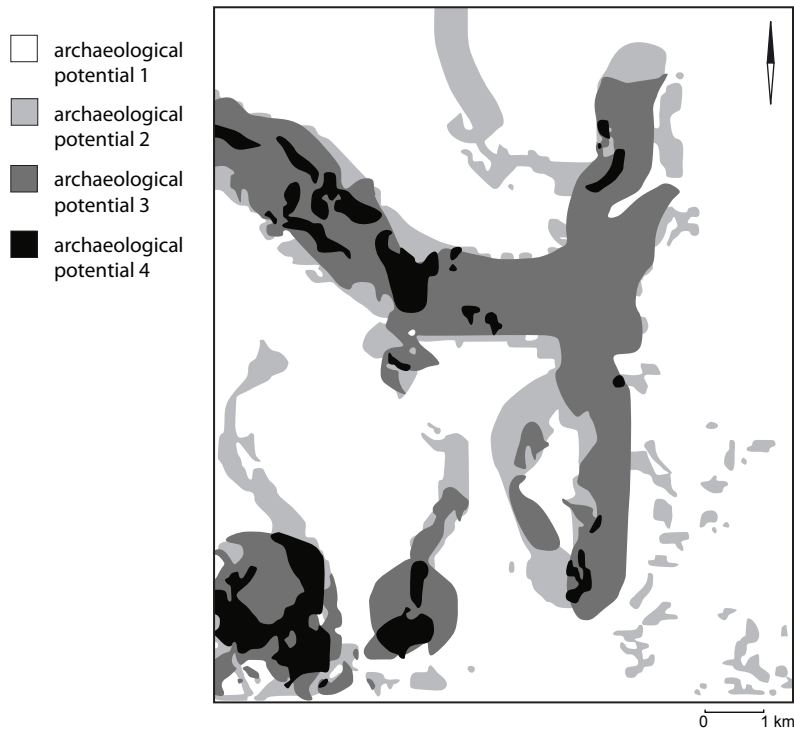 archaeological
potential 1
archaeological
potential 2
archaeological
potential 3
archaeological
potential 4
0 1 km